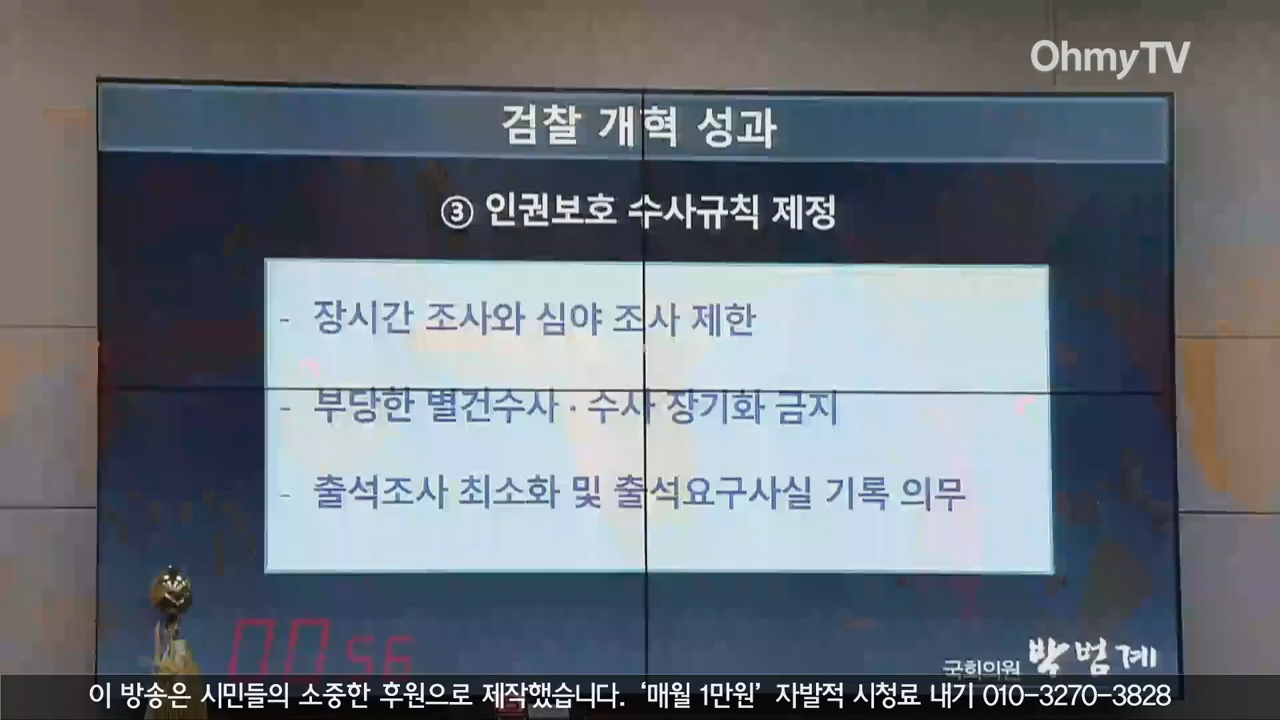 OhmyTV
검찰 개혁 성과
③ 인권보호 수사규칙 제정
- 장시간 조사와 심야 조사 제한
- 부당한 별건수사 · 수사 장기화 금지
- 출석조사 최소화 및 출석요구사실 기록 의무
00 56
국회의원 박범계
이 방송은 시민들의 소중한 후원으로 제작했습니다. ‘매월 1만원’ 자발적 시청료 내기 010-3270-3828